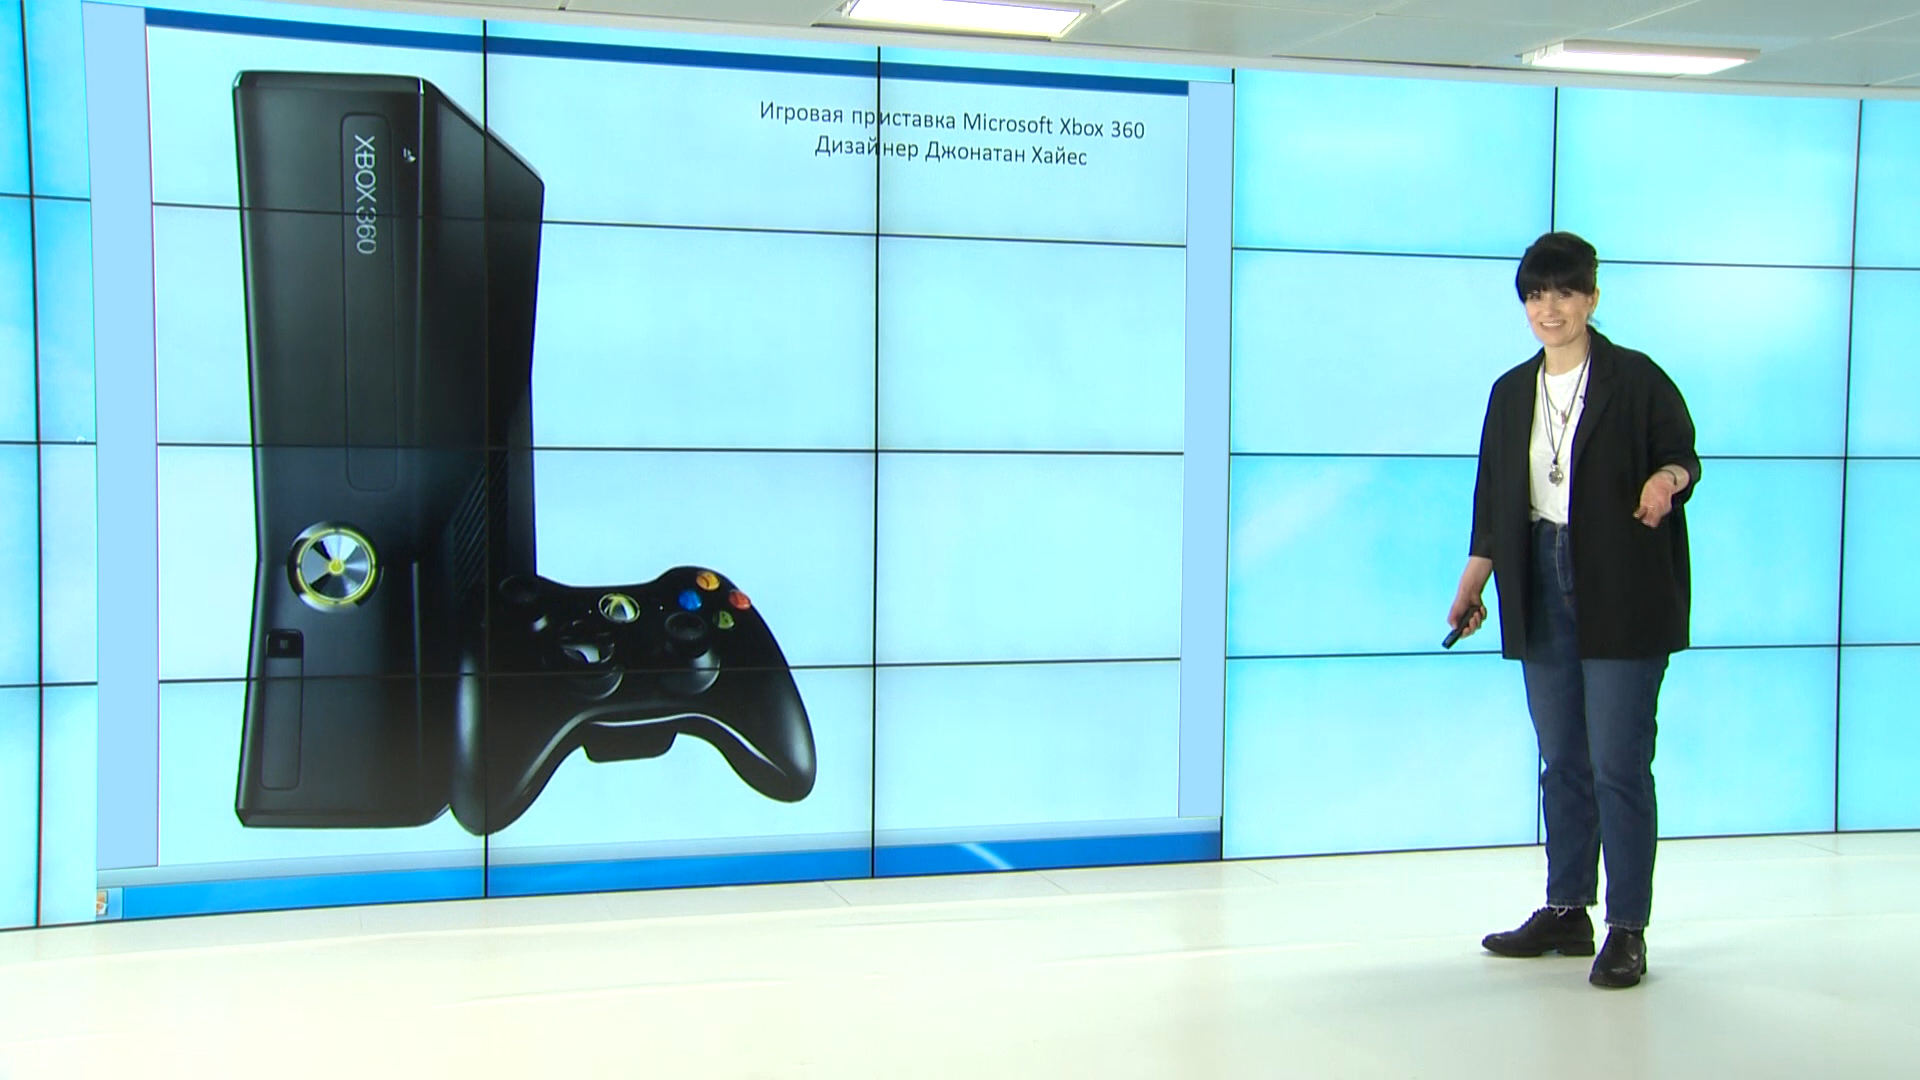 Игровая приставка Microsoft Xbox 360
Дизайнер Джонатан Хайес
XBOX 360